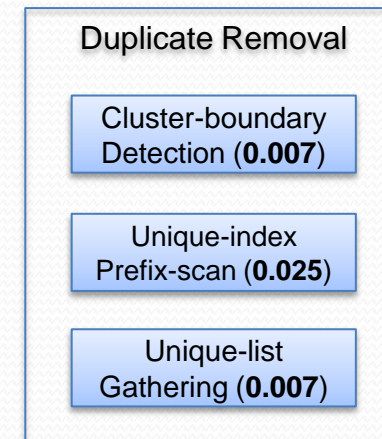 Duplicate Removal
Cluster-boundary
Detection (0.007)
Unique-index
Prefix-scan (0.025)
Unique-list
Gathering (0.007)